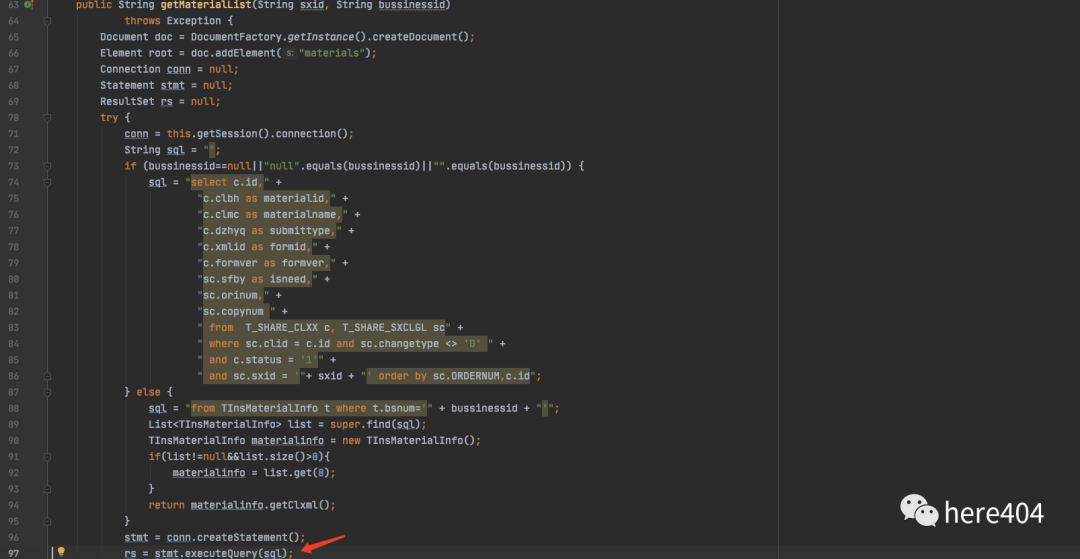 63 public String getMaterialList(String sxid, String bussinessid)
64 throws Exception {
65 Document doc = DocumentFactory.getInstance().createDocument();
66 Element root = doc.addElement( s: "materials");
67 Connection conn = null;
68 Statement stmt = null;
69 ResultSet rs = null;
70 try {
71 conn = this.getSession().connection();
72 String sql = "";
73 if (bussinessid==null||"null".equals(bussinessid)||"".equals(bussinessid)) {
74 sql = "select c.id," +
75 "c.clbh as materialid," +
76 "c.clmc as materialname," +
77 "c.dzhyq as submittype," +
78 "c.xmlid as formid," +
79 "c.formver as formver," +
80 "sc.sfby as isneed," +
81 "sc.orinum," +
82 "sc.copynum " +
83 " from  T_SHARE_CLXX c, T_SHARE_SXCLGL sc" +
84 " where sc.clid = c.id and sc.changetype <> 'D' " +
85 " and c.status = '1'" +
86 " and sc.sxid = '"+ sxid + "' order by sc.ORDERNUM,c.id";
87 } else {
88 sql = "from TInsMaterialInfo t where t.bsnum='" + bussinessid + "'";
89 List<TInsMaterialInfo> list = super.find(sql);
90 TInsMaterialInfo materialinfo = new TInsMaterialInfo();
91 if(list!=null&&list.size()>0){
92 materialinfo = list.get(0);
93 }
94 return materialinfo.getClxml();
95 }
96 stmt = conn.createStatement();
97 rs = stmt.executeQuery(sql);
here404